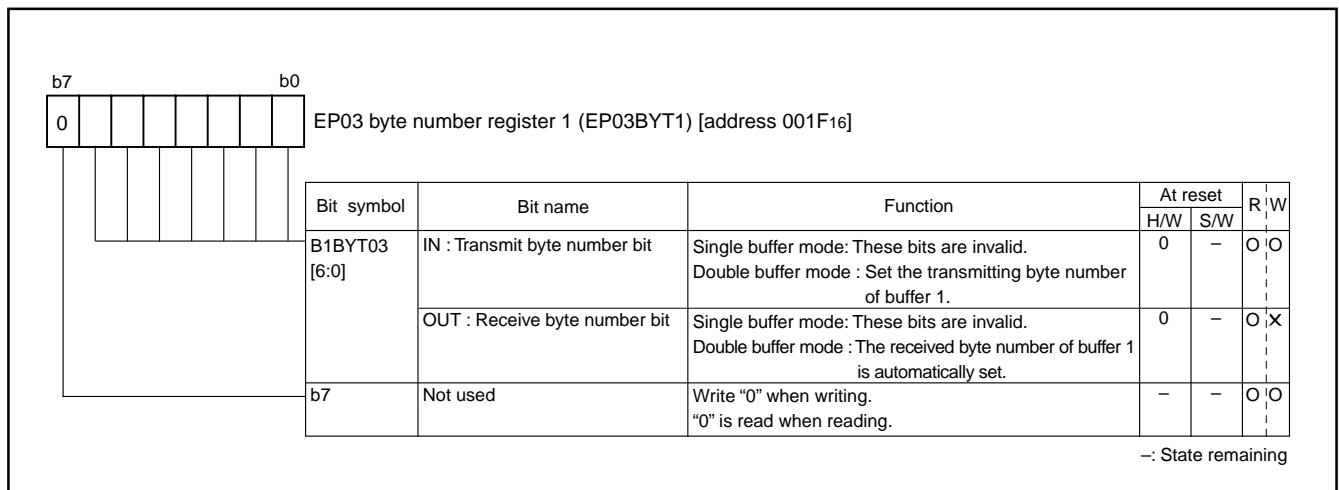 b7 b0
0 EP03 byte number register 1 (EP03BYT1) [address 001F16]
Bit symbol Bit name Function At reset R W
H/W S/W
B1BYT03 IN : Transmit byte number bit Single buffer mode: These bits are invalid. 0 – O O
[6:0] Double buffer mode : Set the transmitting byte number
of buffer 1.
OUT : Receive byte number bit Single buffer mode: These bits are invalid. 0 – O ✕
Double buffer mode : The received byte number of buffer 1
is automatically set.
b7 Not used Write “0” when writing. – – O O
“0” is read when reading.
–: State remaining